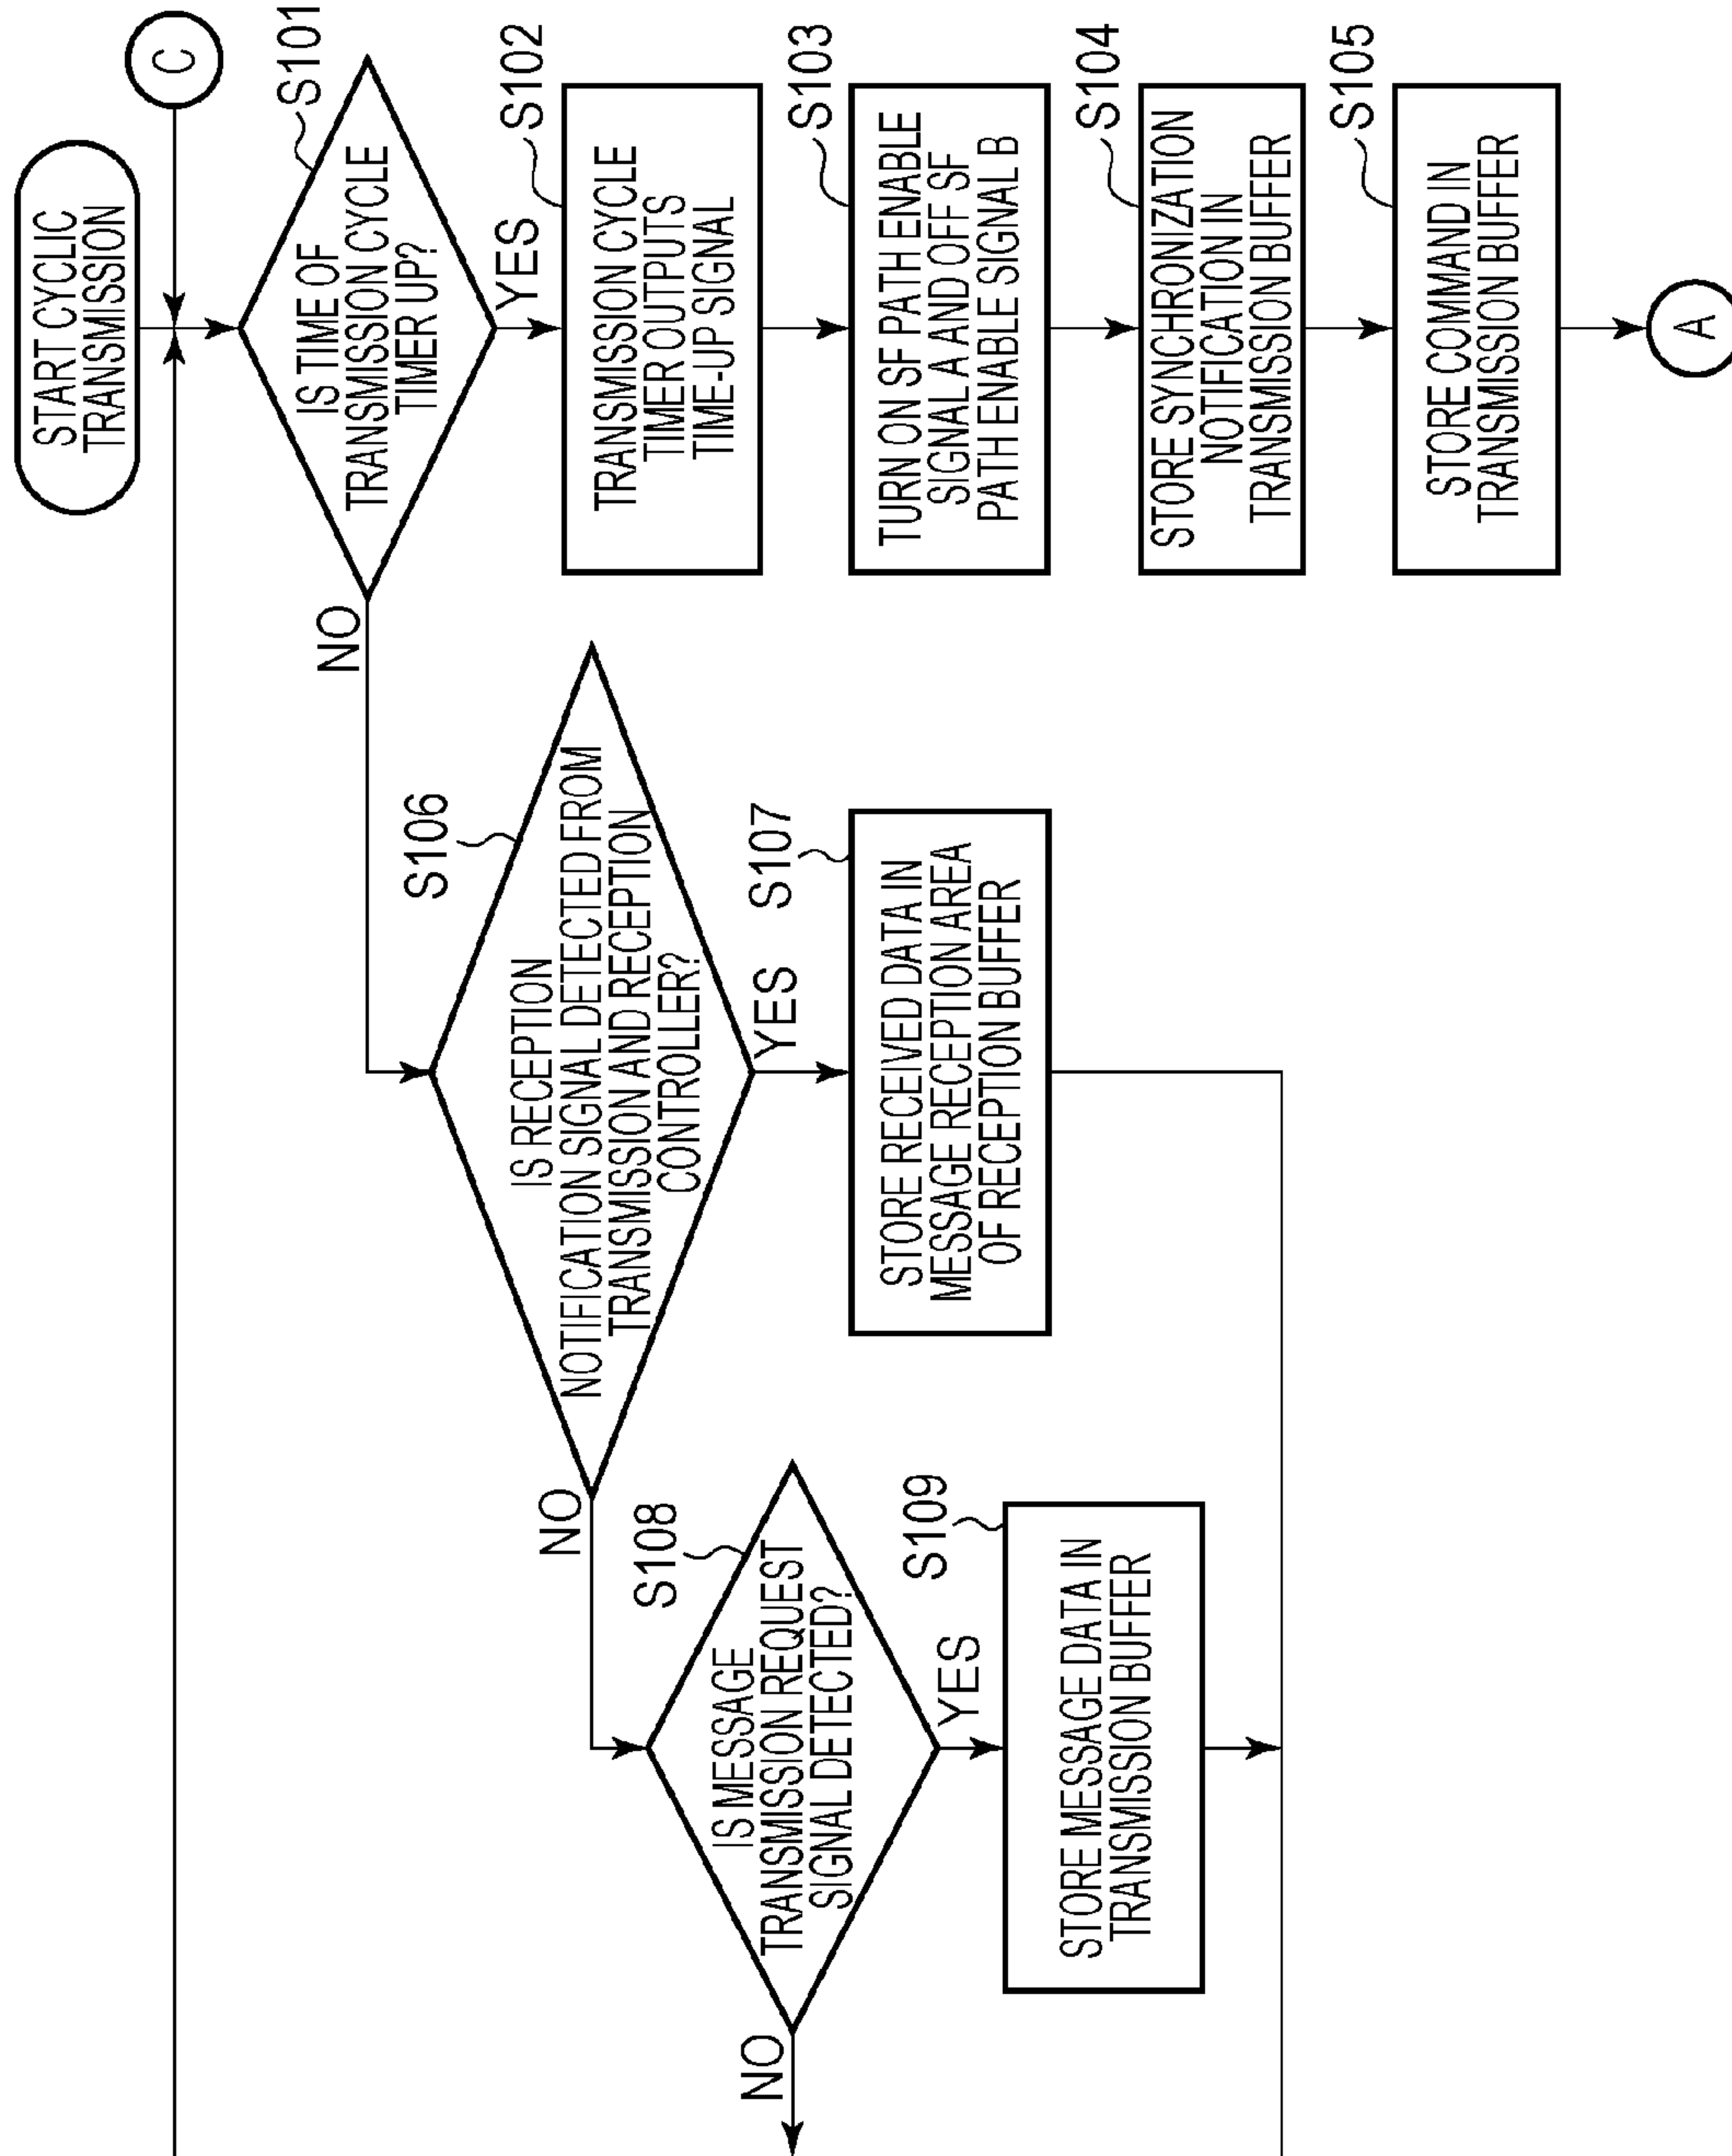 START CYCLIC
TRANSMISSION
C
S101
IS TIME OF
TRANSMISSION CYCLE
TIMER UP?
NO
YES
S102
TRANSMISSION CYCLE
TIMER OUTPUTS
TIME-UP SIGNAL
S103
TURN ON SF PATH ENABLE
SIGNAL A AND OFF SF
PATH ENABLE SIGNAL B
S104
STORE SYNCHRONIZATION
NOTIFICATION IN
TRANSMISSION BUFFER
S105
STORE COMMAND IN
TRANSMISSION BUFFER
A
S106
IS RECEPTION
NOTIFICATION SIGNAL DETECTED FROM
TRANSMISSION AND RECEPTION
CONTROLLER?
NO
YES
S107
STORE RECEIVED DATA IN
MESSAGE RECEPTION AREA
OF RECEPTION BUFFER
S108
IS MESSAGE
TRANSMISSION REQUEST
SIGNAL DETECTED?
NO
YES
S109
STORE MESSAGE DATA IN
TRANSMISSION BUFFER